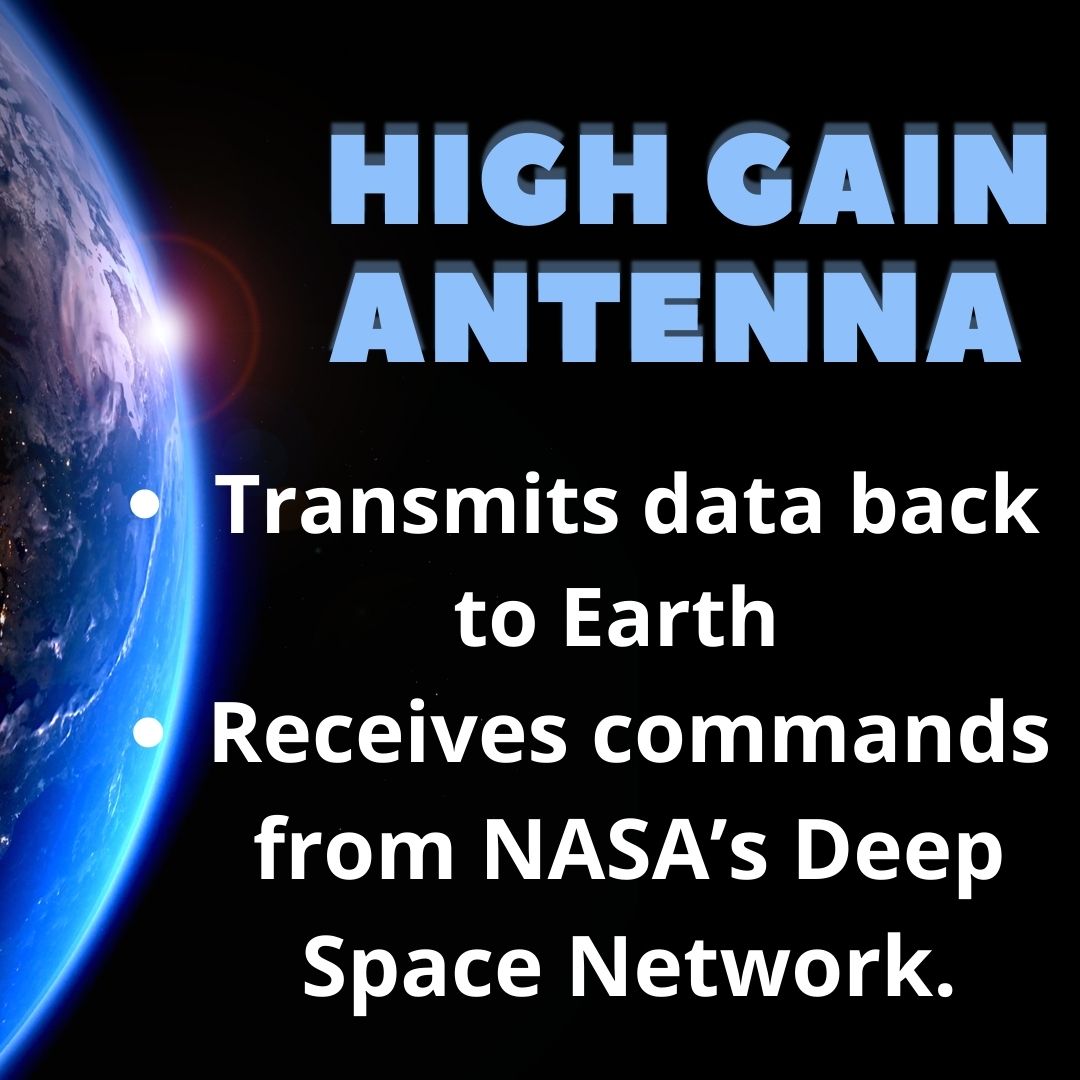 HIGH GAIN
ANTENNA
• Transmits data back
to Earth
• Receives commands
from NASA’s Deep
Space Network.